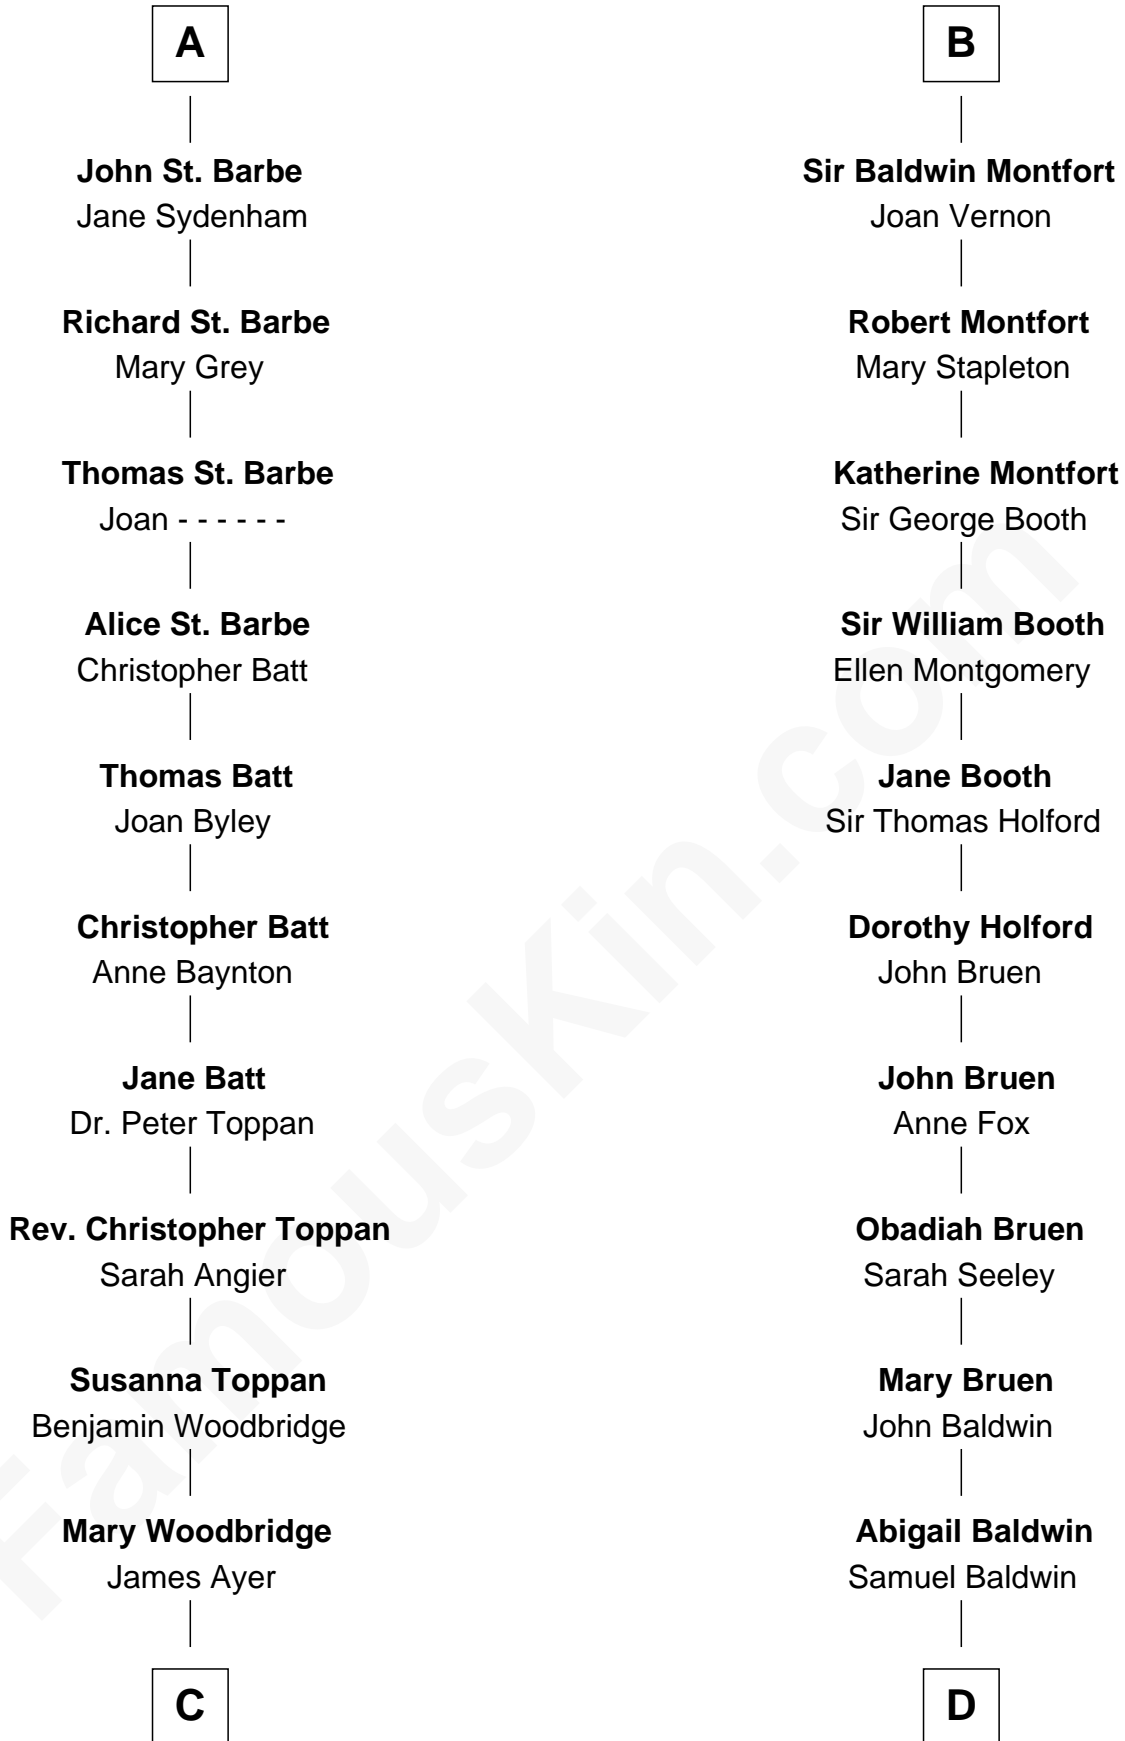 A
John St. Barbe
Jane Sydenham
Richard St. Barbe
Mary Grey
Thomas St. Barbe
Joan - - - - - -
Alice St. Barbe
Christopher Batt
Thomas Batt
Joan Byley
Christopher Batt
Anne Baynton
Jane Batt
Dr. Peter Toppan
Rev. Christopher Toppan
Sarah Angier
Susanna Toppan
Benjamin Woodbridge
Mary Woodbridge
James Ayer
C
B
Sir Baldwin Montfort
Joan Vernon
Robert Montfort
Mary Stapleton
Katherine Montfort
Sir George Booth
Sir William Booth
Ellen Montgomery
Jane Booth
Sir Thomas Holford
Dorothy Holford
John Bruen
John Bruen
Anne Fox
Obadiah Bruen
Sarah Seeley
Mary Bruen
John Baldwin
Abigail Baldwin
Samuel Baldwin
D
FamousKin.com